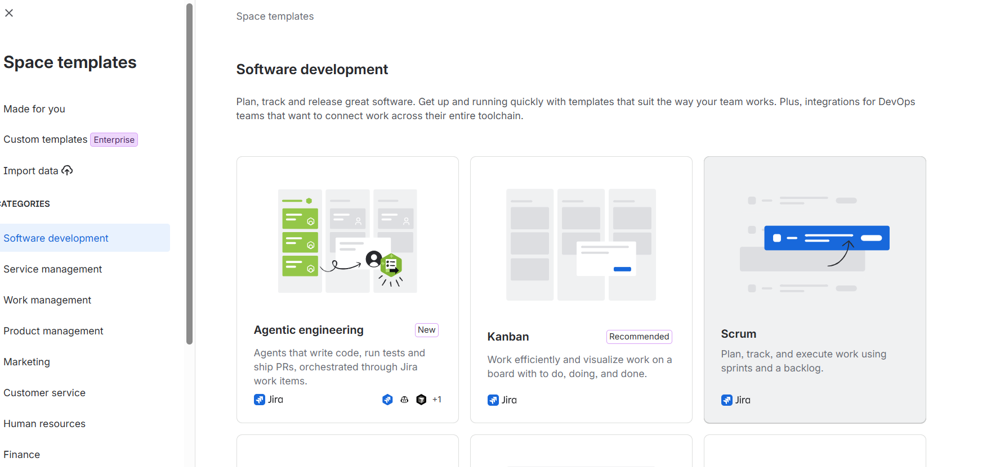 Space templates
Made for you
Custom templates Enterprise
Import data
CATEGORIES
Software development
Service management
Work management
Product management
Marketing
Customer service
Human resources
Finance
Space templates
Software development
Plan, track and release great software. Get up and running quickly with templates that suit the way your team works. Plus, integrations for DevOps
teams that want to connect work across their entire toolchain.
Agentic engineering New
Agents that write code, run tests and
ship PRs, orchestrated through Jira
work items.
Jira +1
Kanban Recommended
Work efficiently and visualize work on a
board with to do, doing, and done.
Jira
Scrum
Plan, track, and execute work using
sprints and a backlog.
Jira